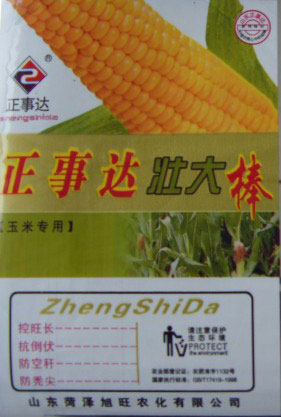 正事达®
zhengshida
正事达壮大棒
【玉米专用】
ZhengShiDa
控旺长
抗倒伏
防空秆
防秃尖
请注意保护
生态环境
PROTECT
the environment
山东菏泽旭旺农化有限公司